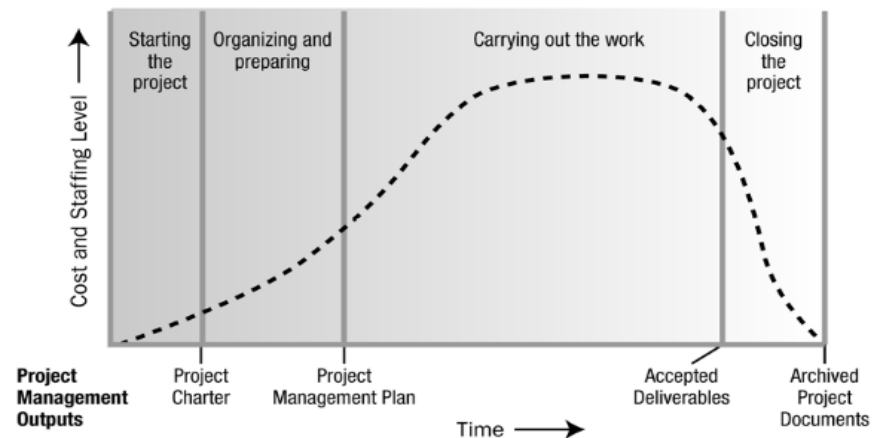 Cost and Staffing Level
Starting
the
project
Organizing and
preparing
Carrying out the work
Closing
the
project
Project
Management
Outputs
Project
Charter
Project
Management Plan
Accepted
Deliverables
Archived
Project
Documents
Time